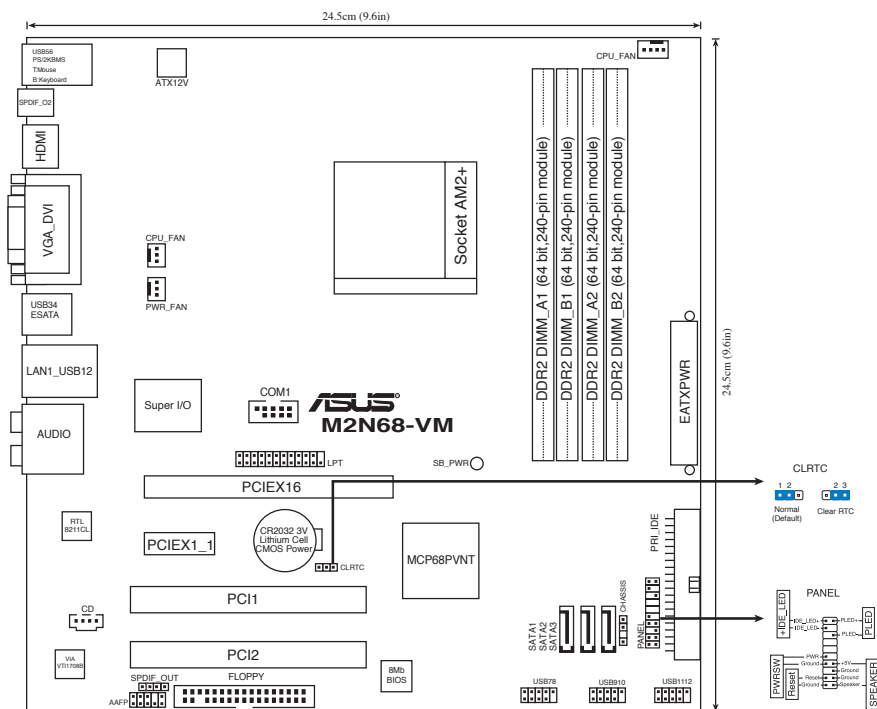 24.5cm (9.6in)
USB56
PS/2KBMS
T:Mouse
B:Keyboard
ATX12V
CPU_FAN
SPDIF_O2
HDMI
VGA_DVI
Socket AM2+
DDR2 DIMM_A1 (64 bit,240-pin module)
DDR2 DIMM_B1 (64 bit,240-pin module)
DDR2 DIMM_A2 (64 bit,240-pin module)
DDR2 DIMM_B2 (64 bit,240-pin module)
CPU_FAN
PWR_FAN
USB34
ESATA
24.5cm (9.6in)
EATXPWR
LAN1_USB12
Super I/O
COM1
ASUS
M2N68-VM
AUDIO
LPT
SB_PWR
PCIEX16
CLRTC
1 2
2 3
Normal
(Default)
Clear RTC
RTL
8211CL
PCIEX1_1
CR2032 3V
Lithium Cell
CMOS Power
CLRTC
MCP68PVNT
PRI_IDE
PCI1
SATA1
SATA2
SATA3
CHASSIS
PANEL
PANEL
+IDE_LED
IDE_LED+
IDE_LED-
PLED+
PLED-
PLED
CD
VIA
VT1708B
PCI2
8Mb
BIOS
PWRSW
PWR
Ground
Reset
Reset
Ground
+5V
Ground
Ground
Speaker
SPEAKER
SPDIF_OUT
FLOPPY
AAFP
USB78
USB910
USB1112